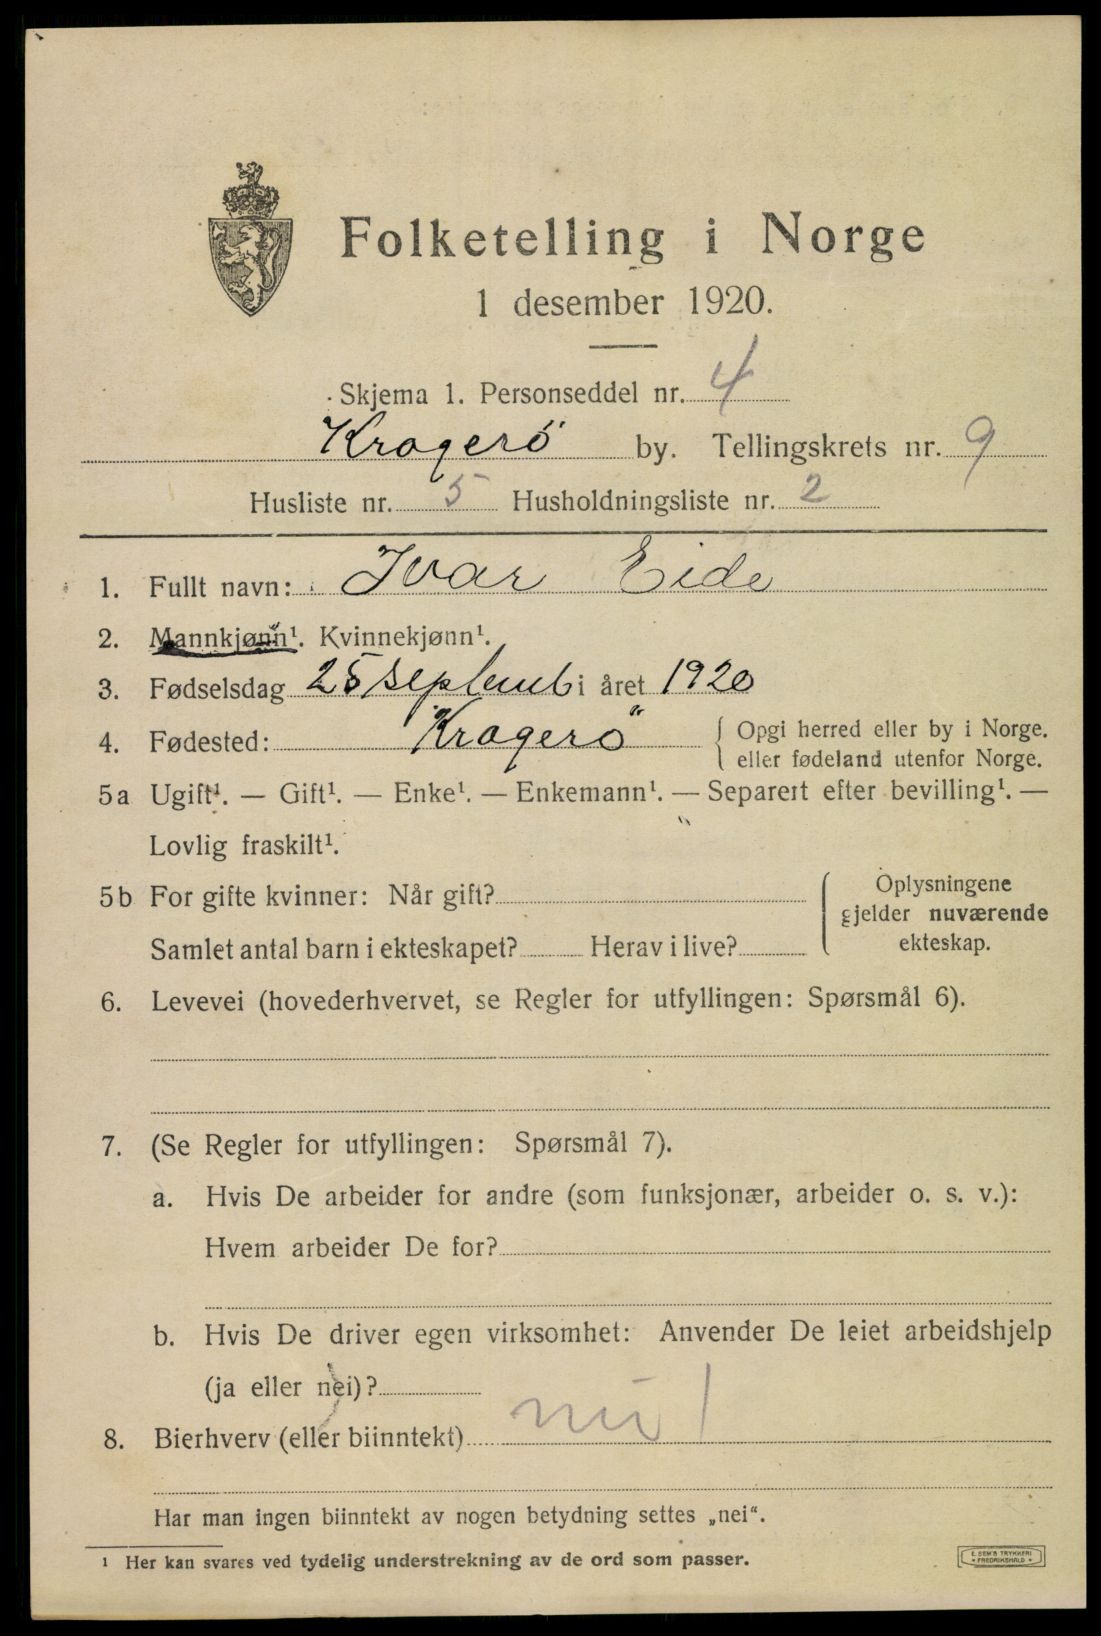 Folketelling i Norge
1 desember 1920.
Skjema 1. Personseddel nr. 4
Kragerö by. Tellingskrets nr. 9
Husliste nr. 5 Husholdningsliste nr. 2
1. Fullt navn: Ivar Eide
2. Mannkjønn¹. Kvinnekjønn¹.
3. Fødselsdag 25 septemb i året 1920
4. Fødested: Kragerö { Opgi herred eller by i Norge.
eller fødeland utenfor Norge.
5a Ugift¹. — Gift¹. — Enke¹. — Enkemann¹. — Separert efter bevilling¹. —
Lovlig fraskilt¹.
5b For gifte kvinner: Når gift?
Samlet antal barn i ekteskapet? Herav i live?
{ Oplysningene
gjelder nuværende
ekteskap.
6. Levevei (hovederhvervet, se Regler for utfyllingen: Spørsmål 6).
7. (Se Regler for utfyllingen: Spørsmål 7).
a. Hvis De arbeider for andre (som funksjonær, arbeider o. s. v.):
Hvem arbeider De for?
b. Hvis De driver egen virksomhet: Anvender De leiet arbeidshjelp
(ja eller nei)?
8. Bierhverv (eller biinntekt)
Har man ingen biinntekt av nogen betydning settes „nei“.
¹ Her kan svares ved tydelig understrekning av de ord som passer.
E. SEM'S TRYKKERI
FREDRIKSHALD